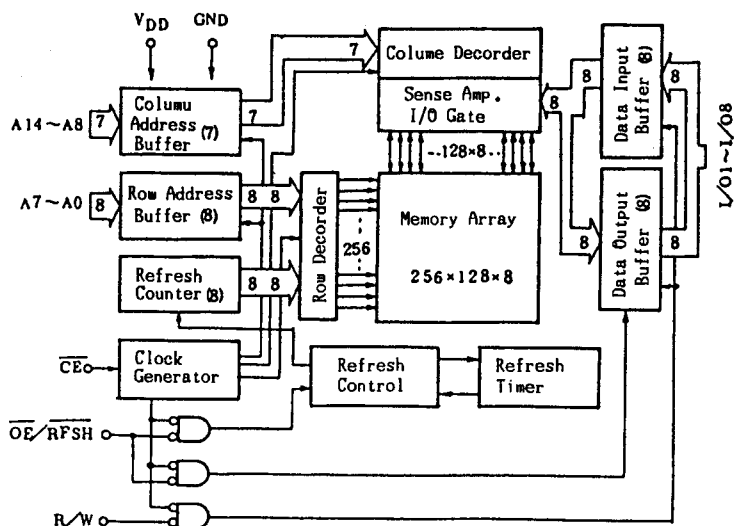 VDD GND
A14~A8
7
Columu
Address
Buffer (7)
7
7
Colume Decorder
Sense Amp.
I/O Gate
8
8
8
Data Input
Buffer (8)
8
8
I/O1~I/O8
A7~A0
8
Row Address
Buffer (8)
8
8
Row Decorder
256
--128×8--
Memory Array
256×128×8
8
Data Output
Buffer (8)
8
Refresh
Counter(8)
8
8
CE
Clock
Generator
Refresh
Control
Refresh
Timer
OE/RFSH
R/W